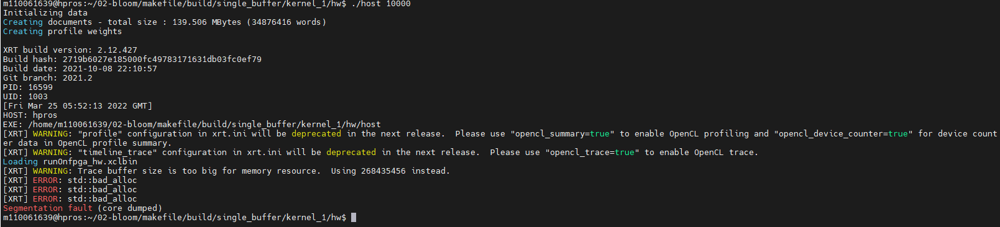 m110061639@hpros:~/02-bloom/makefile/build/single_buffer/kernel_1/hw$ ./host 10000
Initializing data
Creating documents - total size : 139.506 MBytes (34876416 words)
Creating profile weights
XRT build version: 2.12.427
Build hash: 2719b6027e185000fc49783171631db03fc0ef79
Build date: 2021-10-08 22:10:57
Git branch: 2021.2
PID: 16599
UID: 1003
[Fri Mar 25 05:52:13 2022 GMT]
HOST: hpros
EXE: /home/m110061639/02-bloom/makefile/build/single_buffer/kernel_1/hw/host
[XRT] WARNING: "profile" configuration in xrt.ini will be deprecated in the next release.  Please use "opencl_summary=true" to enable OpenCL profiling and "opencl_device_counter=true" for device count
er data in OpenCL profile summary.
[XRT] WARNING: "timeline_trace" configuration in xrt.ini will be deprecated in the next release.  Please use "opencl_trace=true" to enable OpenCL trace.
Loading runOnfpga_hw.xclbin
[XRT] WARNING: Trace buffer size is too big for memory resource.  Using 268435456 instead.
[XRT] ERROR: std::bad_alloc
[XRT] ERROR: std::bad_alloc
[XRT] ERROR: std::bad_alloc
Segmentation fault (core dumped)
m110061639@hpros:~/02-bloom/makefile/build/single_buffer/kernel_1/hw$